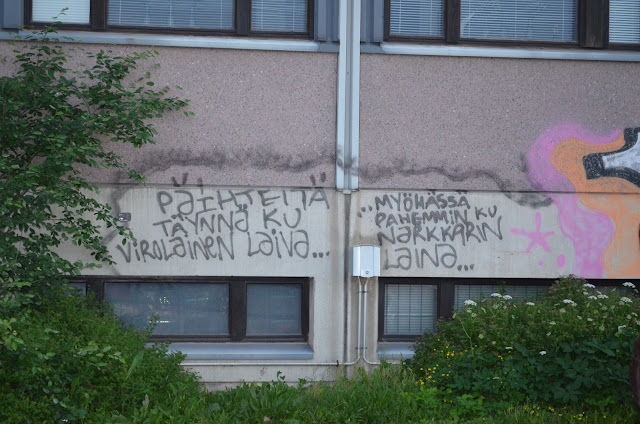 PÄIHTEITÄ
TÄYNNÄ KU
VIROLAINEN LAIVA...
...MYÖHÄSSÄ
PAHEMMIN KU
NARKKARIN
LAINA...